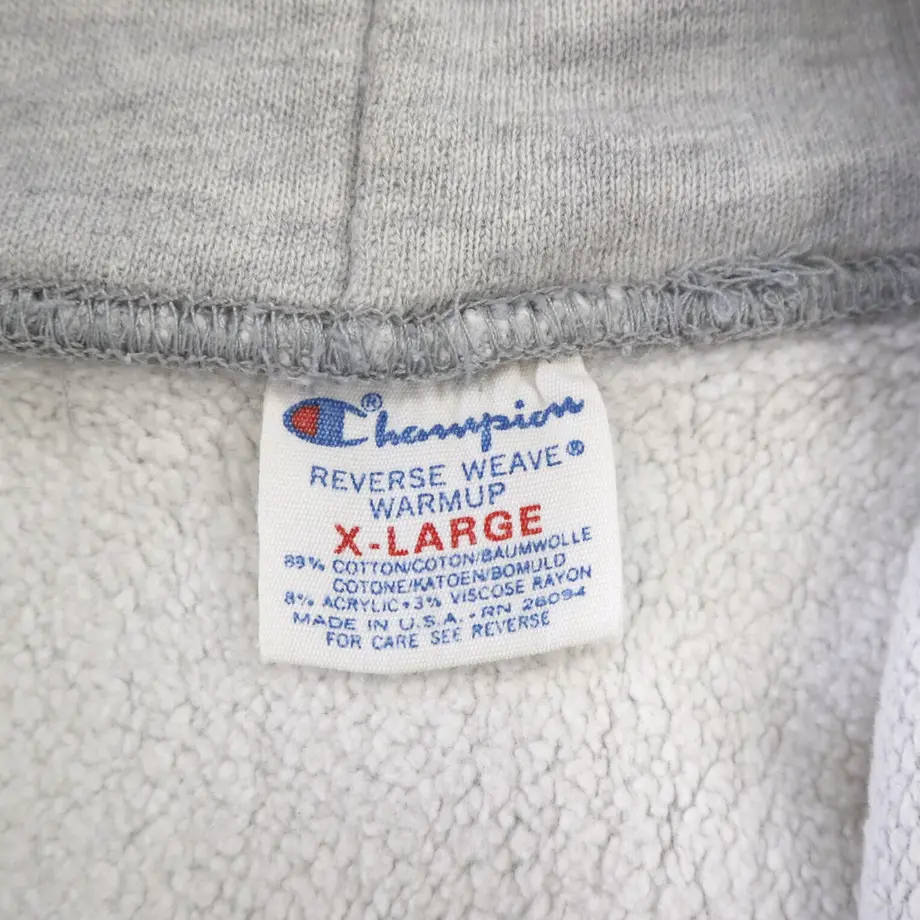 Champion®
REVERSE WEAVE®
WARMUP
X-LARGE
89% COTTON/COTON/BAUMWOLLE
COTONE/KATOEN/BOMULD
8% ACRYLIC•3% VISCOSE RAYON
MADE IN U.S.A. • RN 26094
FOR CARE SEE REVERSE